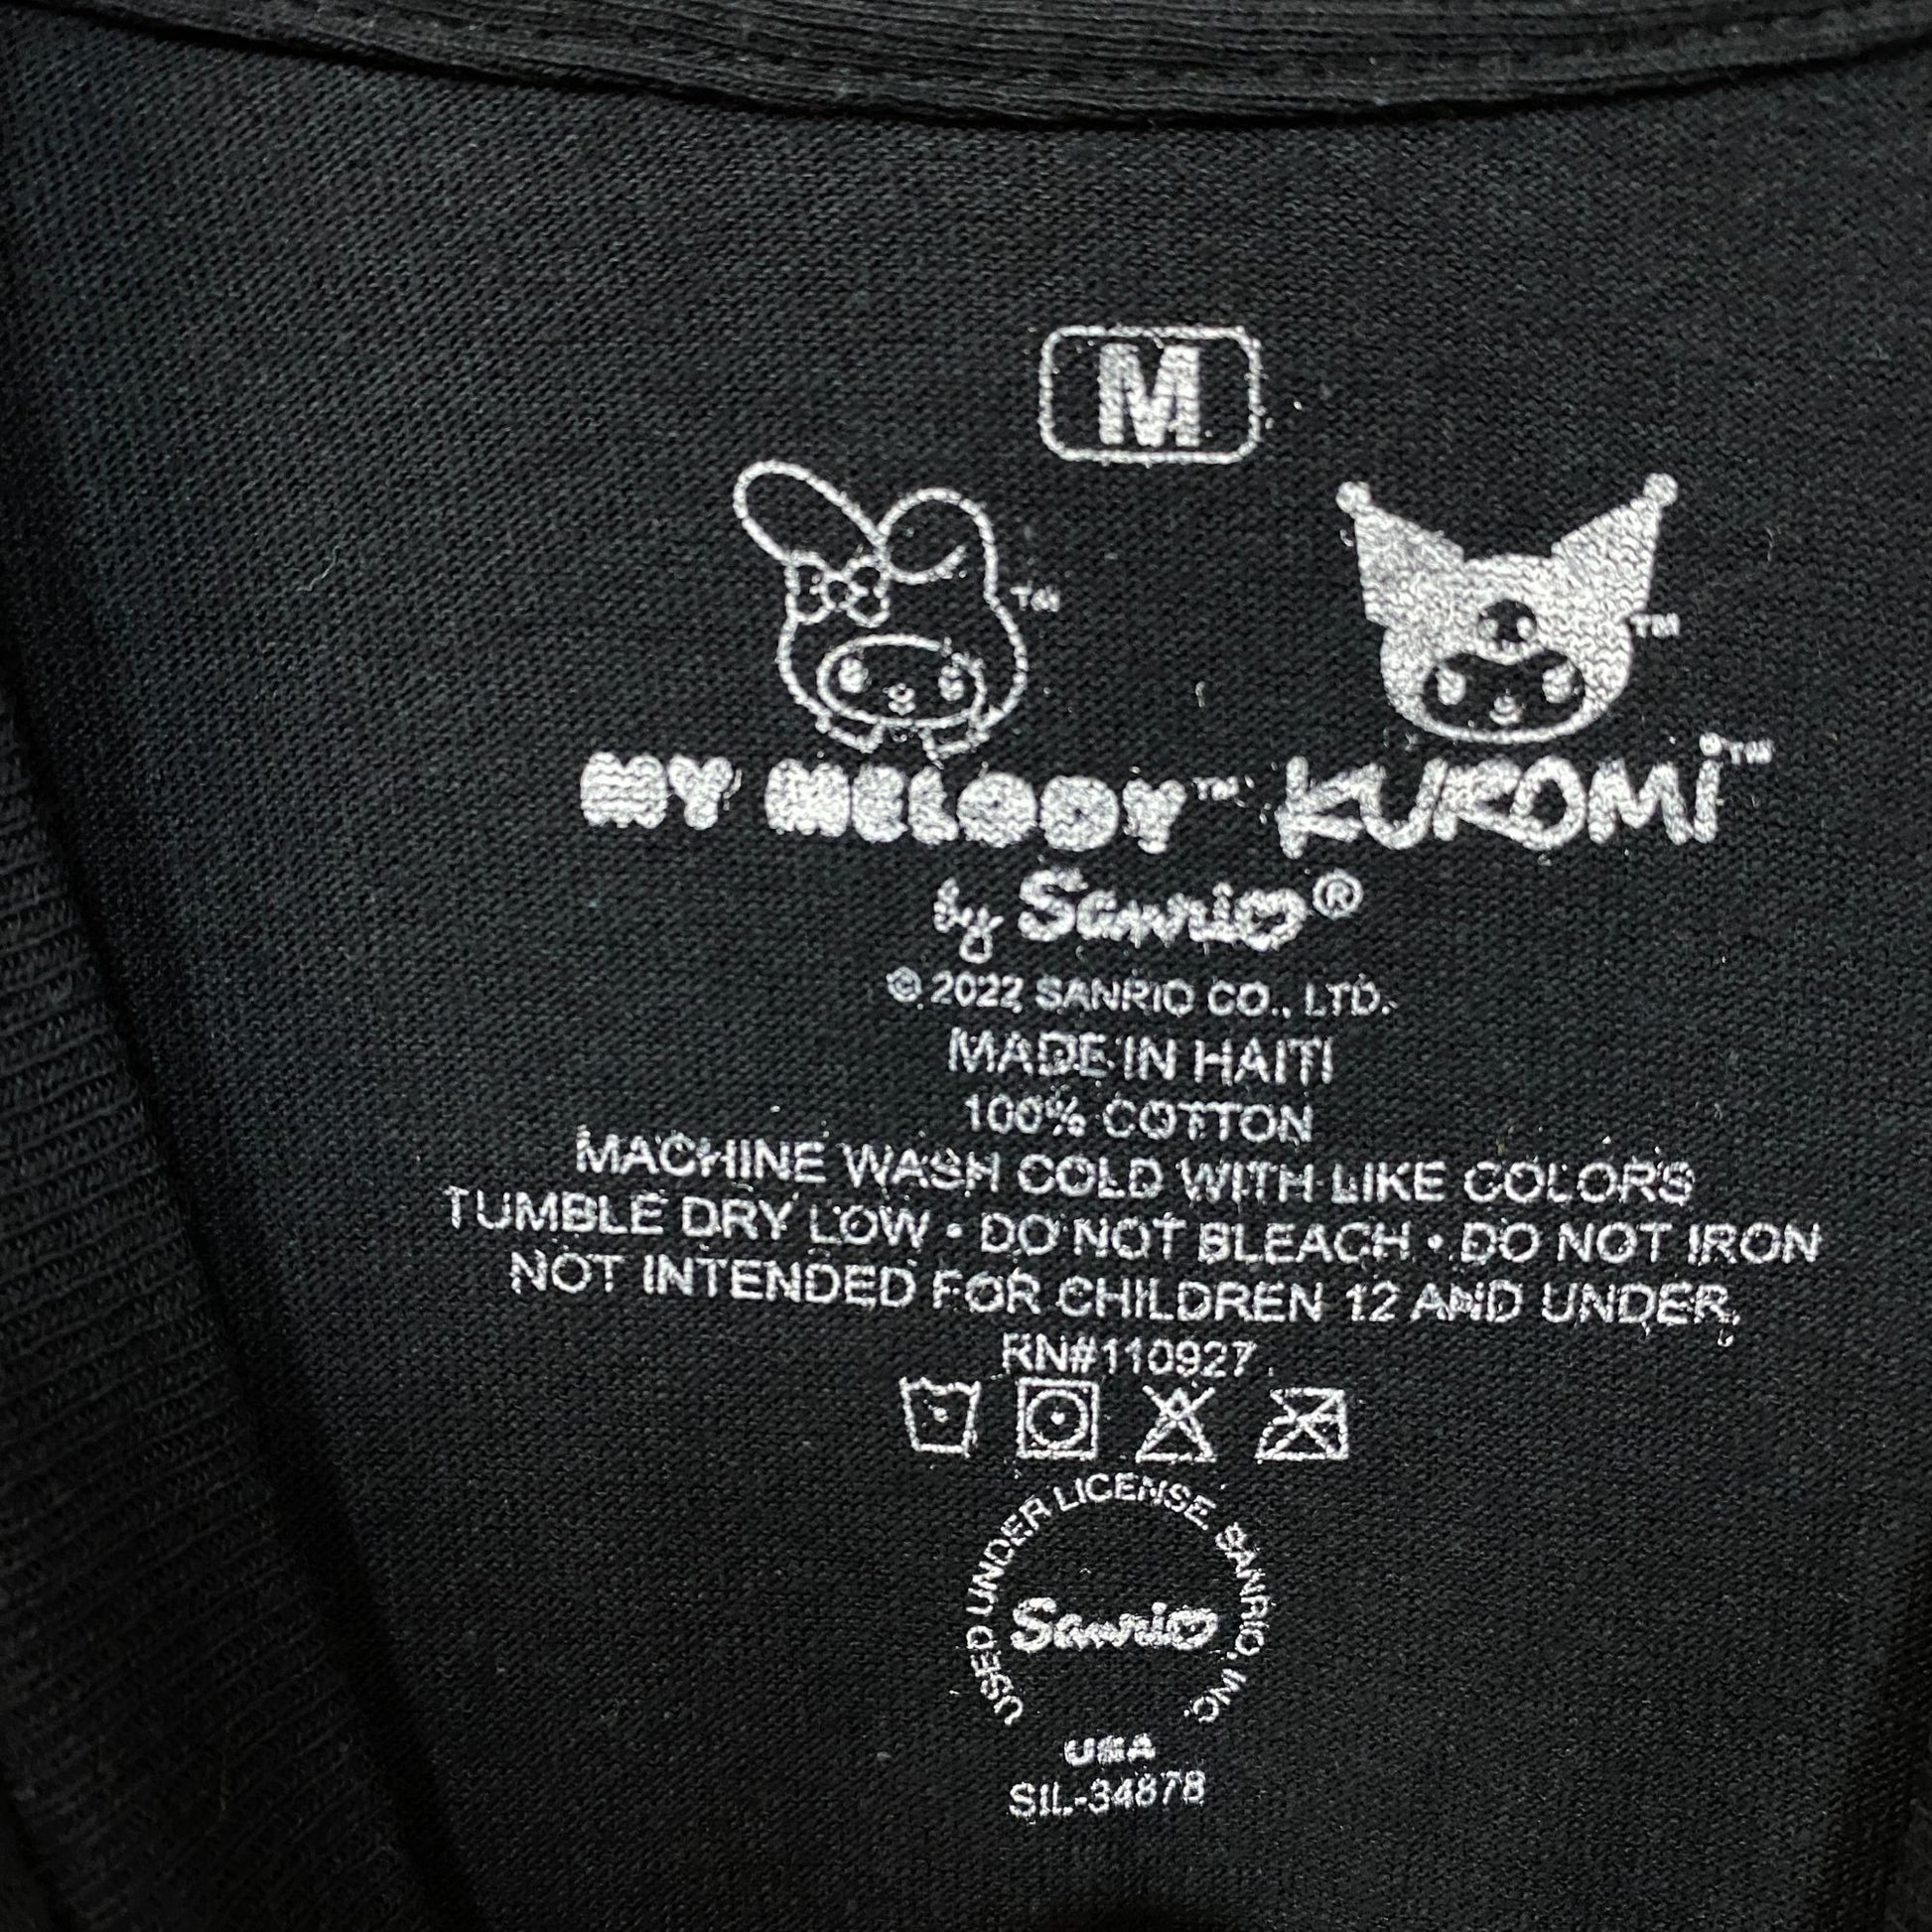 M
™ ™
MY MELODY™ KUROMi™
by Sanrio®
© 2022 SANRIO CO., LTD.
MADE IN HAITI
100% COTTON
MACHINE WASH COLD WITH LIKE COLORS
TUMBLE DRY LOW • DO NOT BLEACH • DO NOT IRON
NOT INTENDED FOR CHILDREN 12 AND UNDER.
RN#110927
USED UNDER LICENSE. SANRIO, INC.
Sanrio
USA
SIL-34878